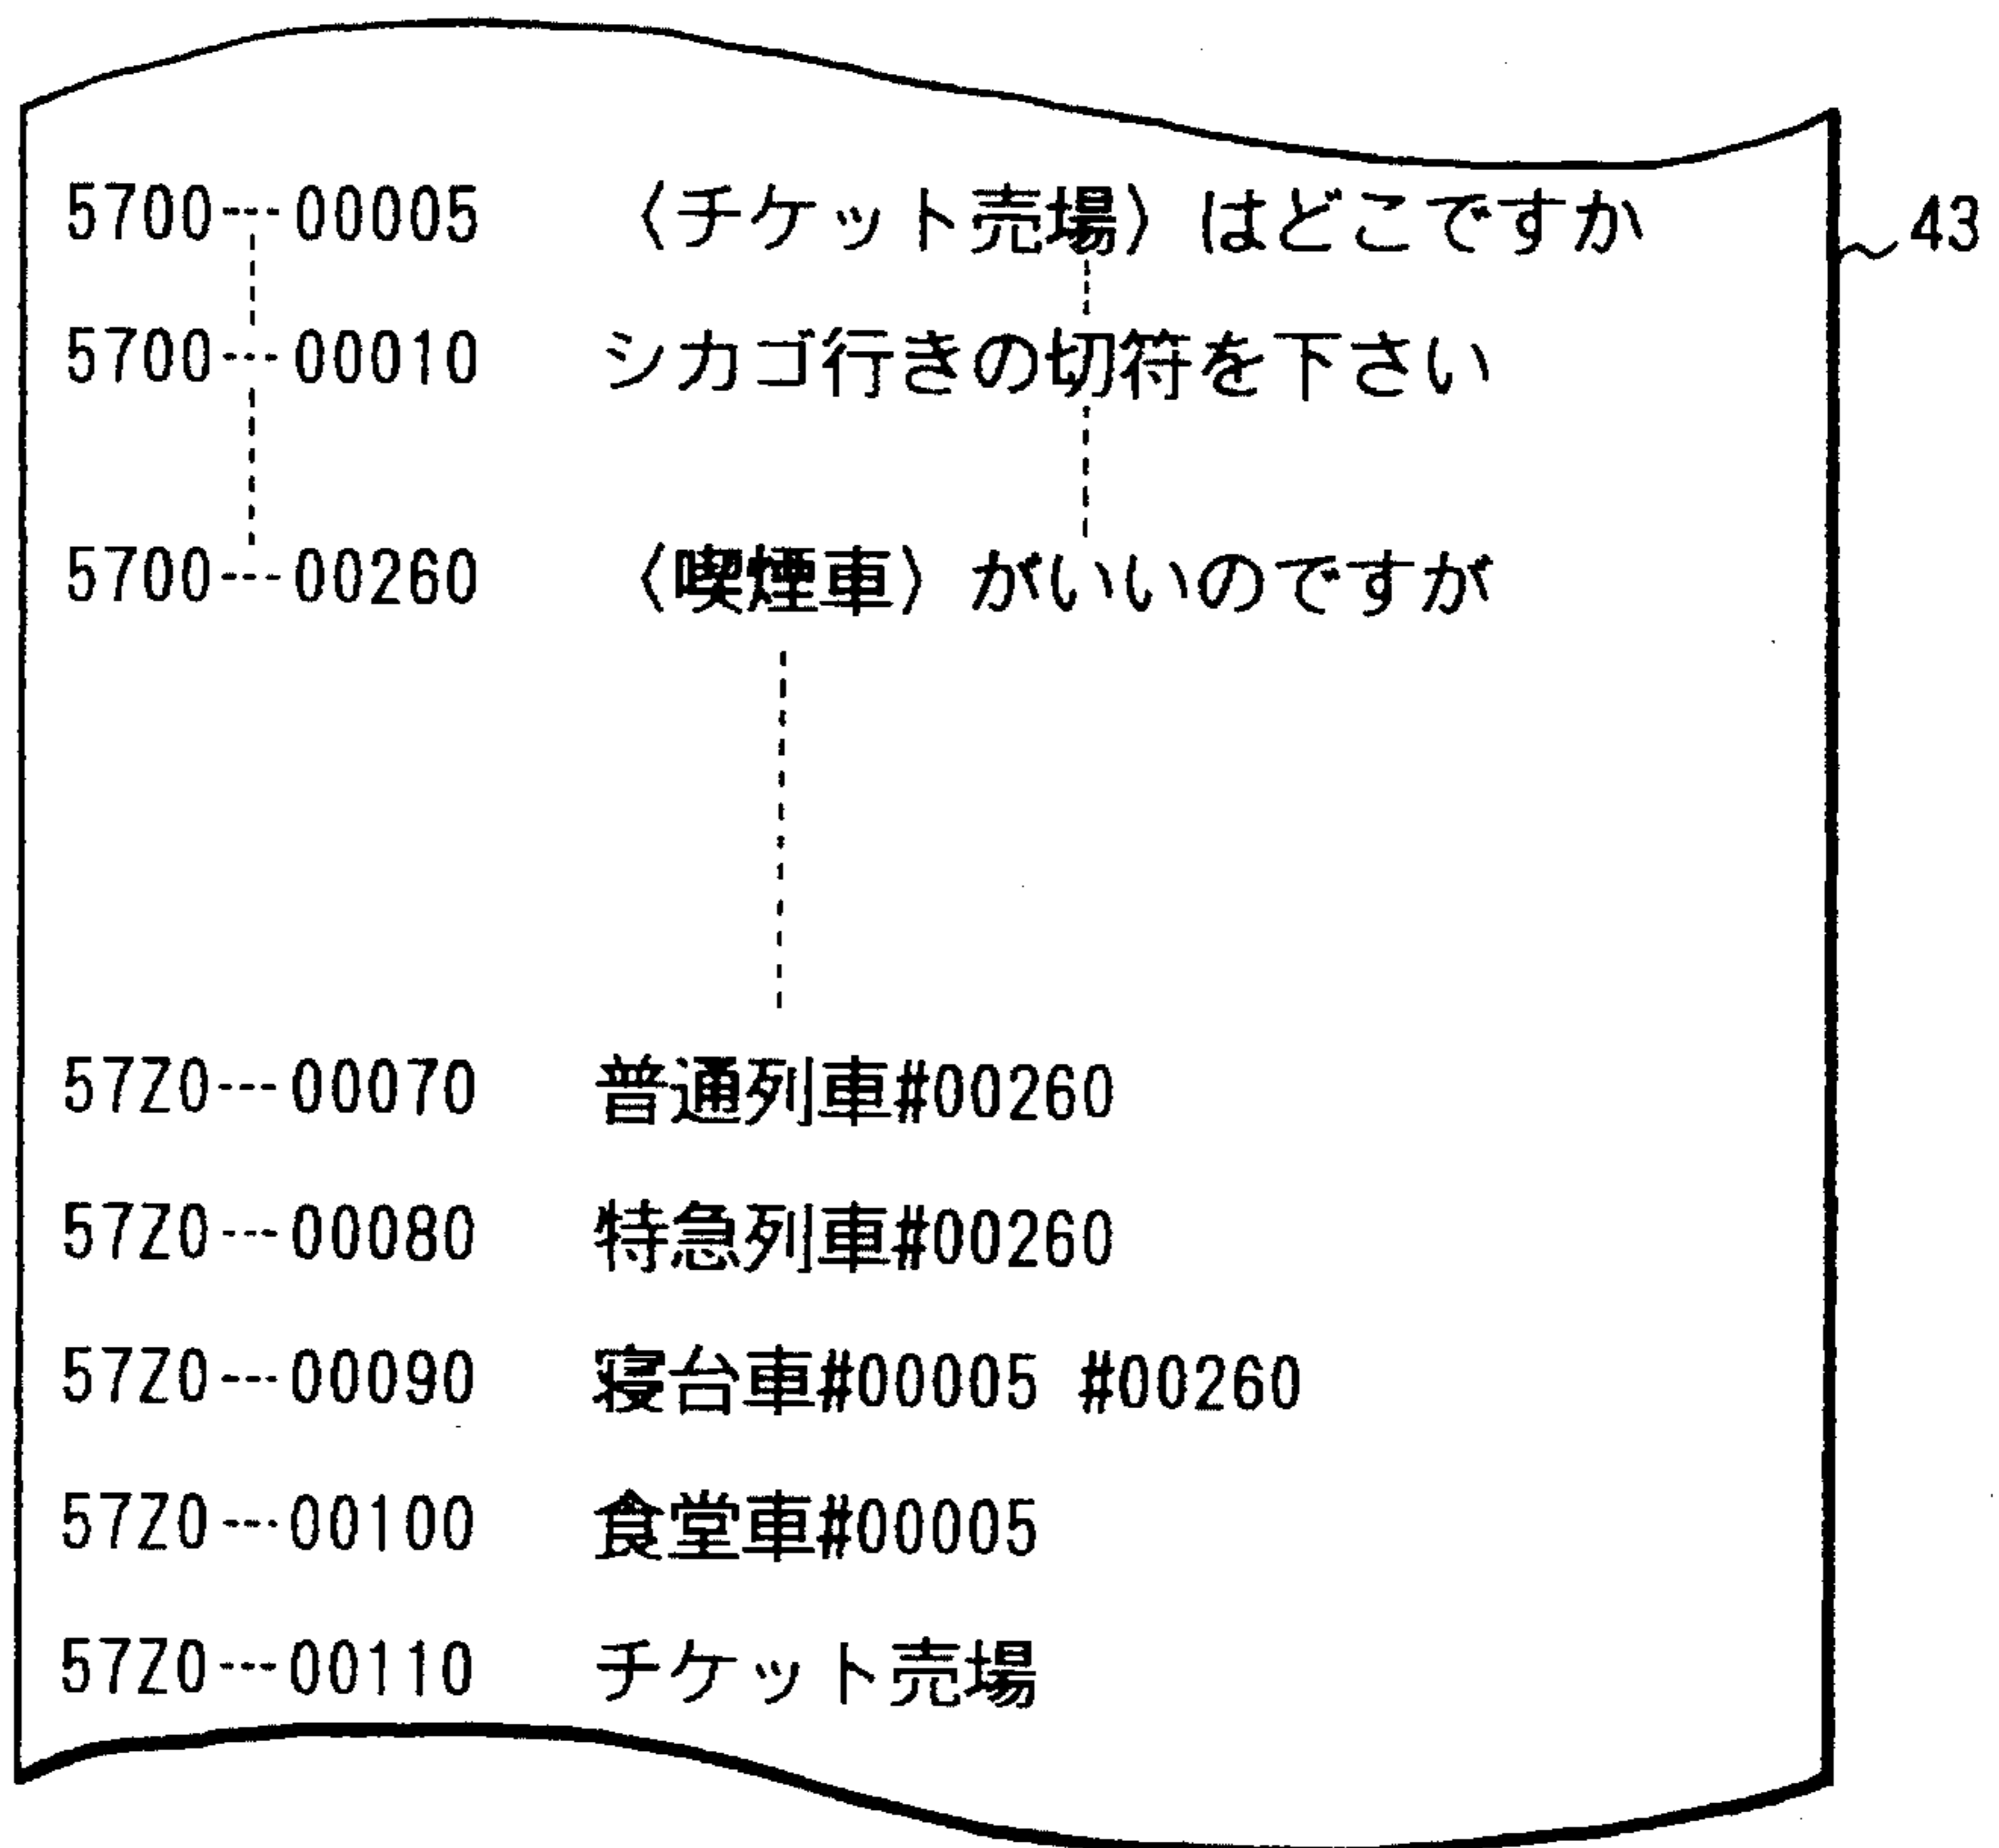 5700---00005 〈チケット売場〉はどこですか
43
5700---00010 シカゴ行きの切符を下さい
5700---00260 〈喫煙車〉がいいのですが
57Z0---00070 普通列車#00260
57Z0---00080 特急列車#00260
57Z0---00090 寝台車#00005 #00260
57Z0---00100 食堂車#00005
57Z0---00110 チケット売場